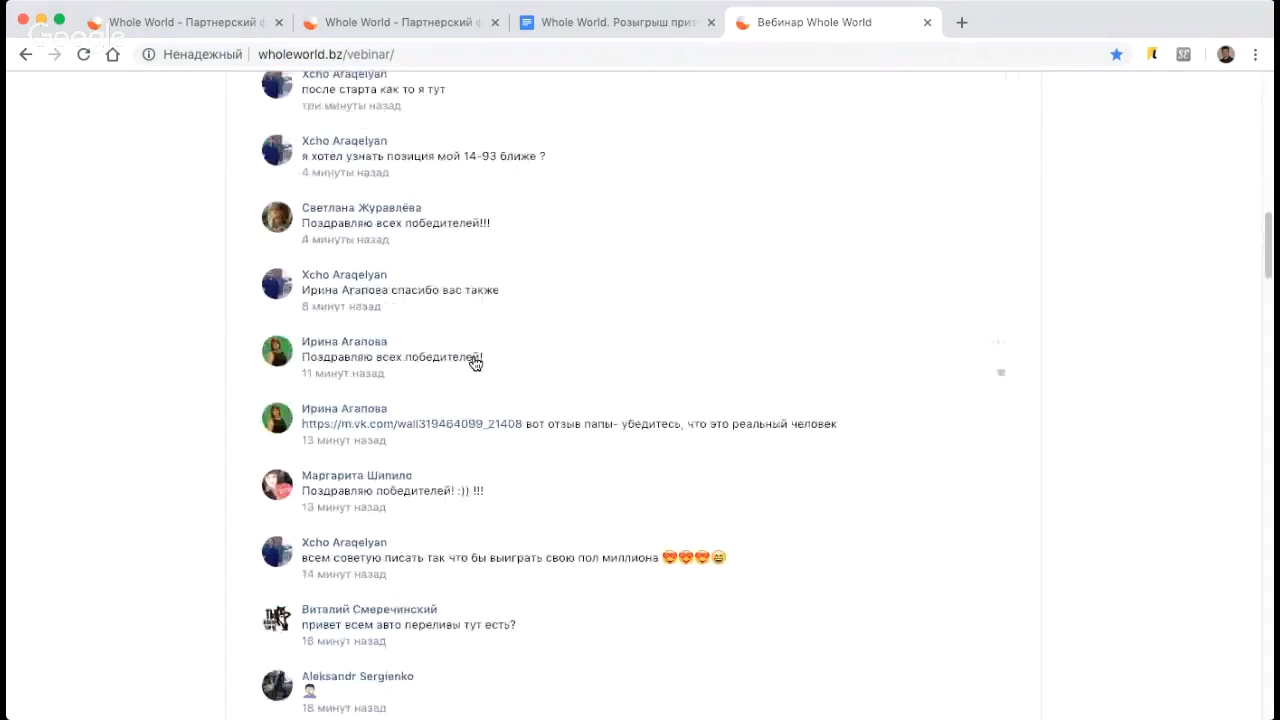 Whole World - Партнерский ф
Whole World - Партнерский ф
Whole World. Розыгрыш приз
Вебинар Whole World
Google
Ненадежный
wholeworld.bz/vebinar/
Xcho Araqelyan
после старта как то я тут
три минуты назад
Xcho Araqelyan
я хотел узнать позиция мой 14-93 ближе ?
4 минуты назад
Светлана Журавлёва
Поздравляю всех победителей!!!
4 минуты назад
Xcho Araqelyan
Ирина Агапова спасибо вас также
8 минут назад
Ирина Агапова
Поздравляю всех победителей!
11 минут назад
Ирина Агапова
https://m.vk.com/wall319464099_21408 вот отзыв папы- убедитесь, что это реальный человек
13 минут назад
Маргарита Шипило
Поздравляю победителей! :)) !!!
13 минут назад
Xcho Araqelyan
всем советую писать так что бы выиграть свою пол миллиона 😍😍😍😄
14 минут назад
Виталий Смеречинский
привет всем авто переливы тут есть?
18 минут назад
Aleksandr Sergienko
🤦🏻‍♂️
18 минут назад